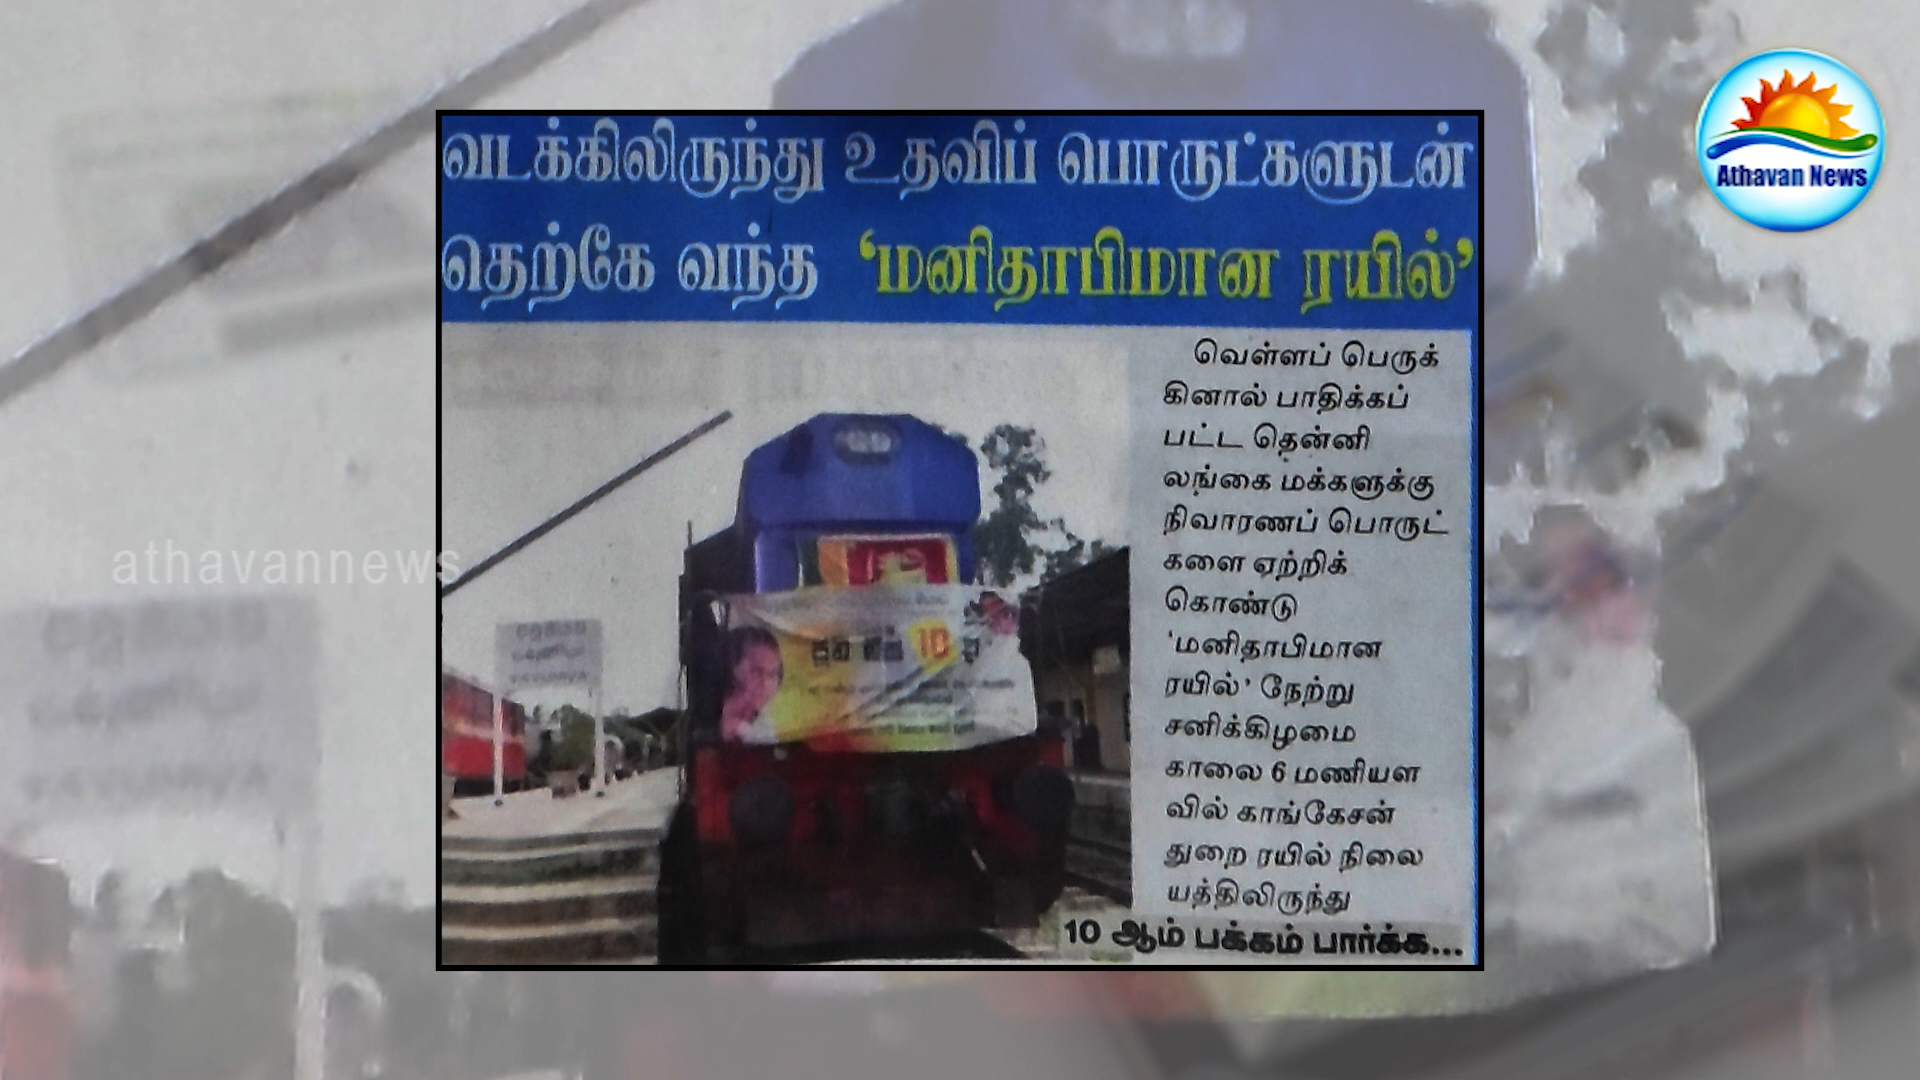 வடக்கிலிருந்து உதவிப் பொருட்களுடன்
தெற்கே வந்த ‘மனிதாபிமான ரயில்’
வெள்ளப் பெருக்
கினால் பாதிக்கப்
பட்ட தென்னி
லங்கை மக்களுக்கு
நிவாரணப் பொருட்
களை ஏற்றிக்
கொண்டு
‘மனிதாபிமான
ரயில்’ நேற்று
சனிக்கிழமை
காலை 6 மணியள
வில் காங்கேசன்
துறை ரயில் நிலை
யத்திலிருந்து
10 ஆம் பக்கம் பார்க்க...
10
Athavan News
athavannews